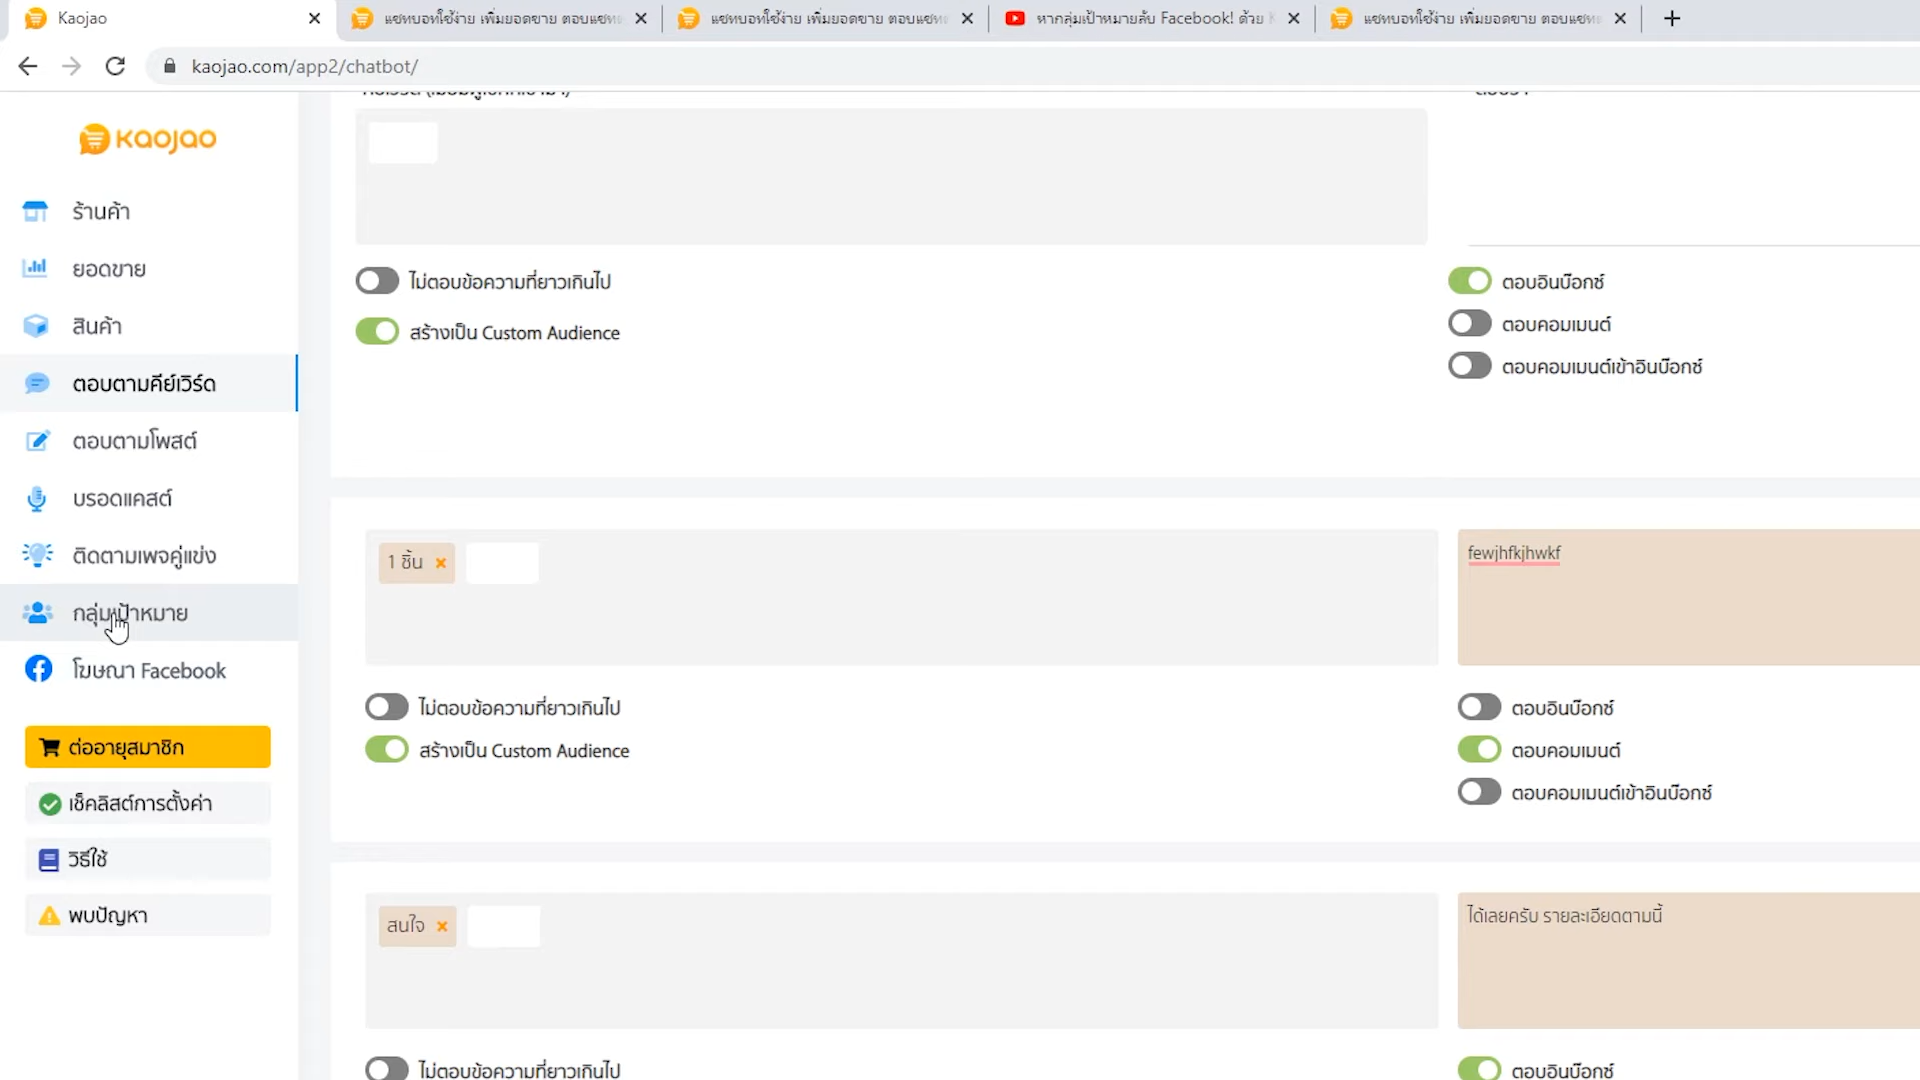 Kaojao
แชทบอทใช้ง่าย เพิ่มยอดขาย ตอบแชท
แชทบอทใช้ง่าย เพิ่มยอดขาย ตอบแชท
หากลุ่มเป้าหมายลับ Facebook! ด้วย
แชทบอทใช้ง่าย เพิ่มยอดขาย ตอบแชท
kaojao.com/app2/chatbot/
KAOJAO
ร้านค้า
ยอดขาย
สินค้า
ตอบตามคีย์เวิร์ด
ตอบตามโพสต์
บรอดแคสต์
ติดตามเพจคู่แข่ง
กลุ่มเป้าหมาย
โฆษณา Facebook
ต่ออายุสมาชิก
เช็คลิสต์การตั้งค่า
วิธีใช้
พบปัญหา
ไม่ตอบข้อความที่ยาวเกินไป
สร้างเป็น Custom Audience
ตอบอินบ๊อกซ์
ตอบคอมเมนต์
ตอบคอมเมนต์เข้าอินบ๊อกซ์
1 ชิ้น
fewjhfkjhwkf
ไม่ตอบข้อความที่ยาวเกินไป
สร้างเป็น Custom Audience
ตอบอินบ๊อกซ์
ตอบคอมเมนต์
ตอบคอมเมนต์เข้าอินบ๊อกซ์
สนใจ
ได้เลยครับ รายละเอียดตามนี้
ไม่ตอบข้อความที่ยาวเกินไป
ตอบอินบ๊อกซ์